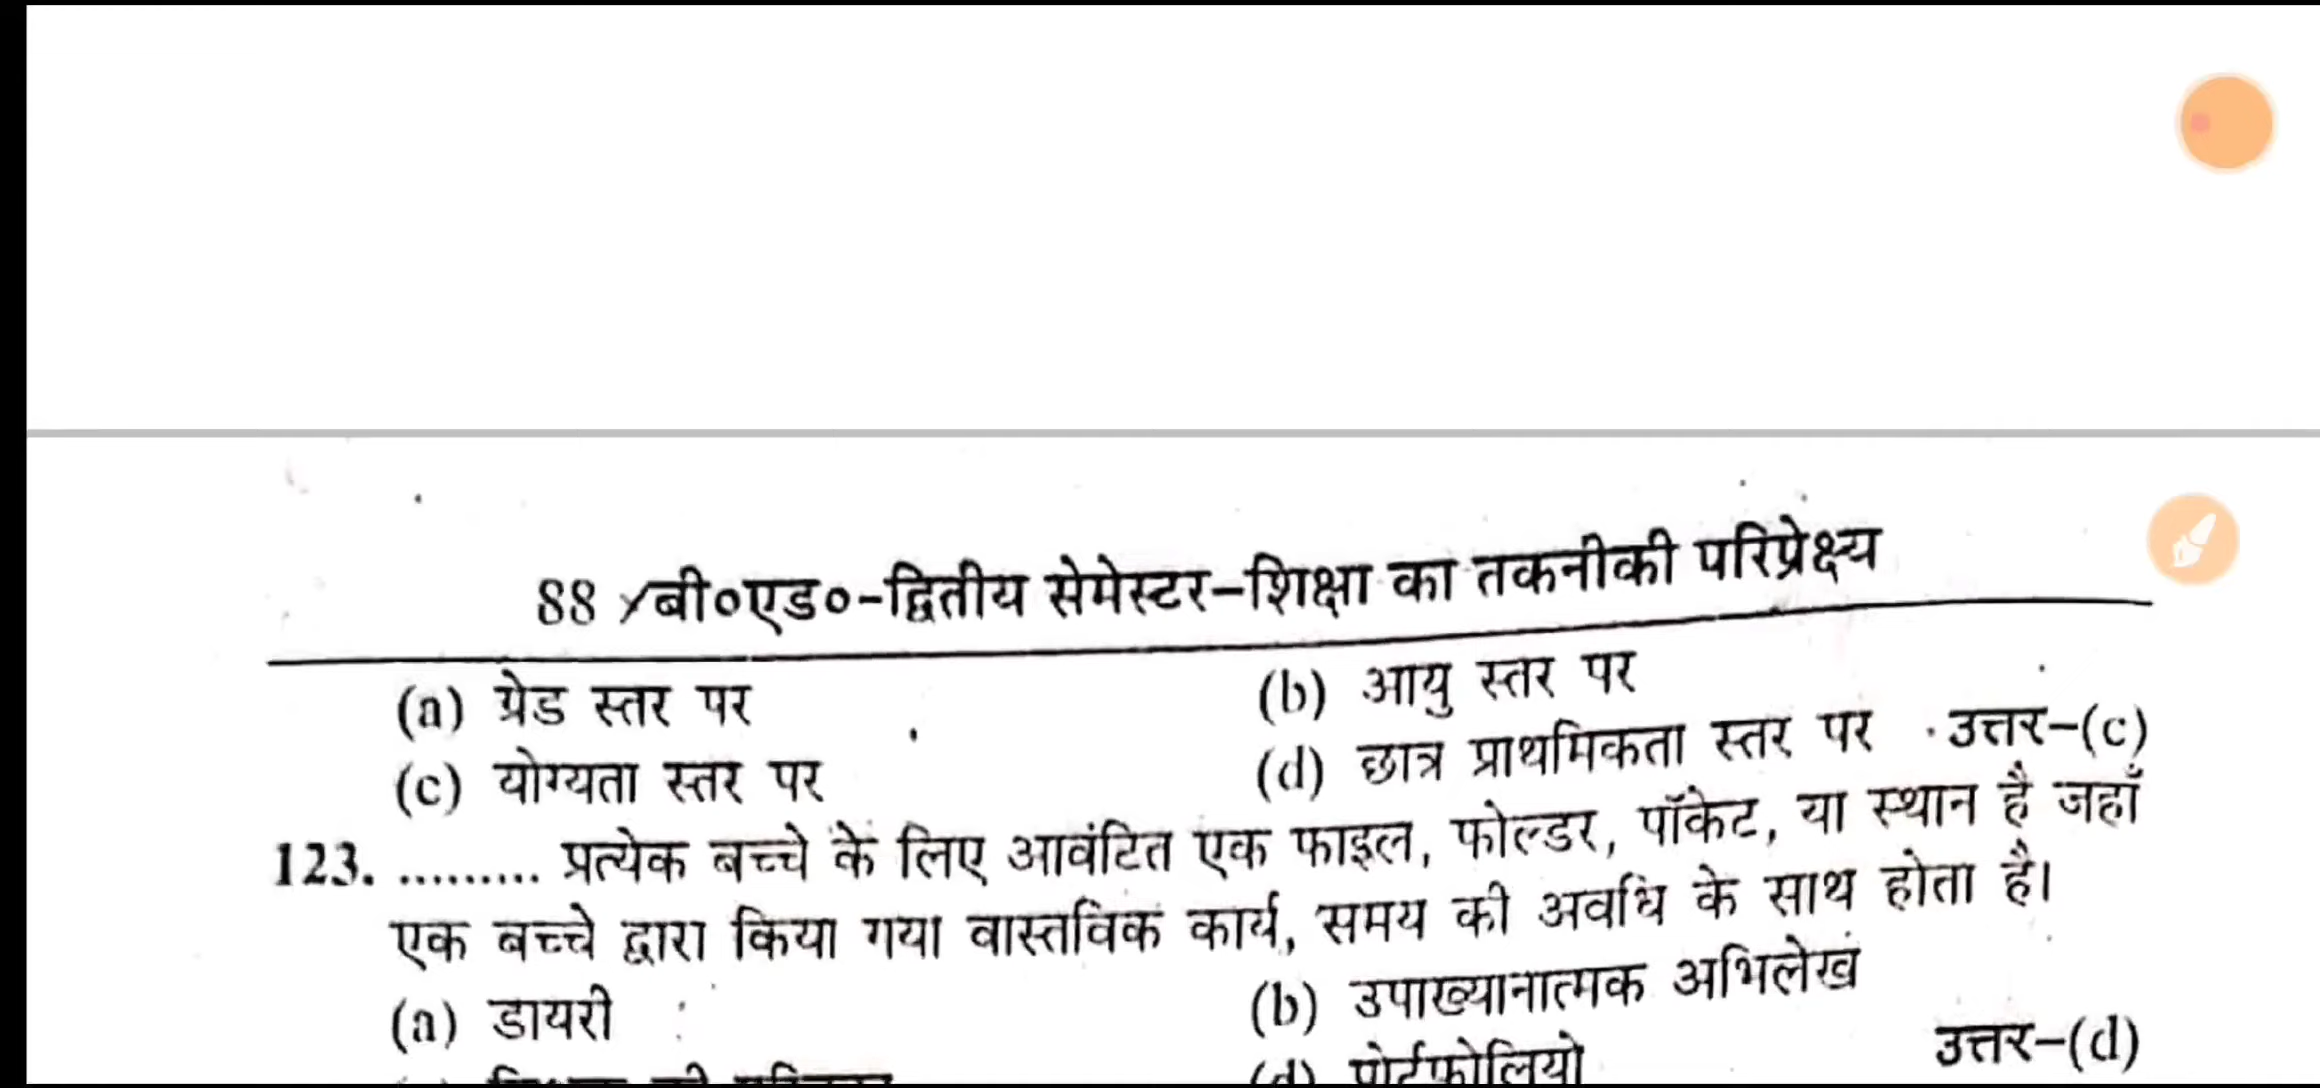 88 ⁄ बी०एड०-द्वितीय सेमेस्टर-शिक्षा का तकनीकी परिप्रेक्ष्य
(a) ग्रेड स्तर पर (b) आयु स्तर पर
(c) योग्यता स्तर पर (d) छात्र प्राथमिकता स्तर पर उत्तर-(c)
123. ......... प्रत्येक बच्चे के लिए आवंटित एक फाइल, फोल्डर, पॉकेट, या स्थान है जहाँ
एक बच्चे द्वारा किया गया वास्तविक कार्य, समय की अवधि के साथ होता है।
(a) डायरी (b) उपाख्यानात्मक अभिलेख
(d) पोर्टफोलियो उत्तर-(d)